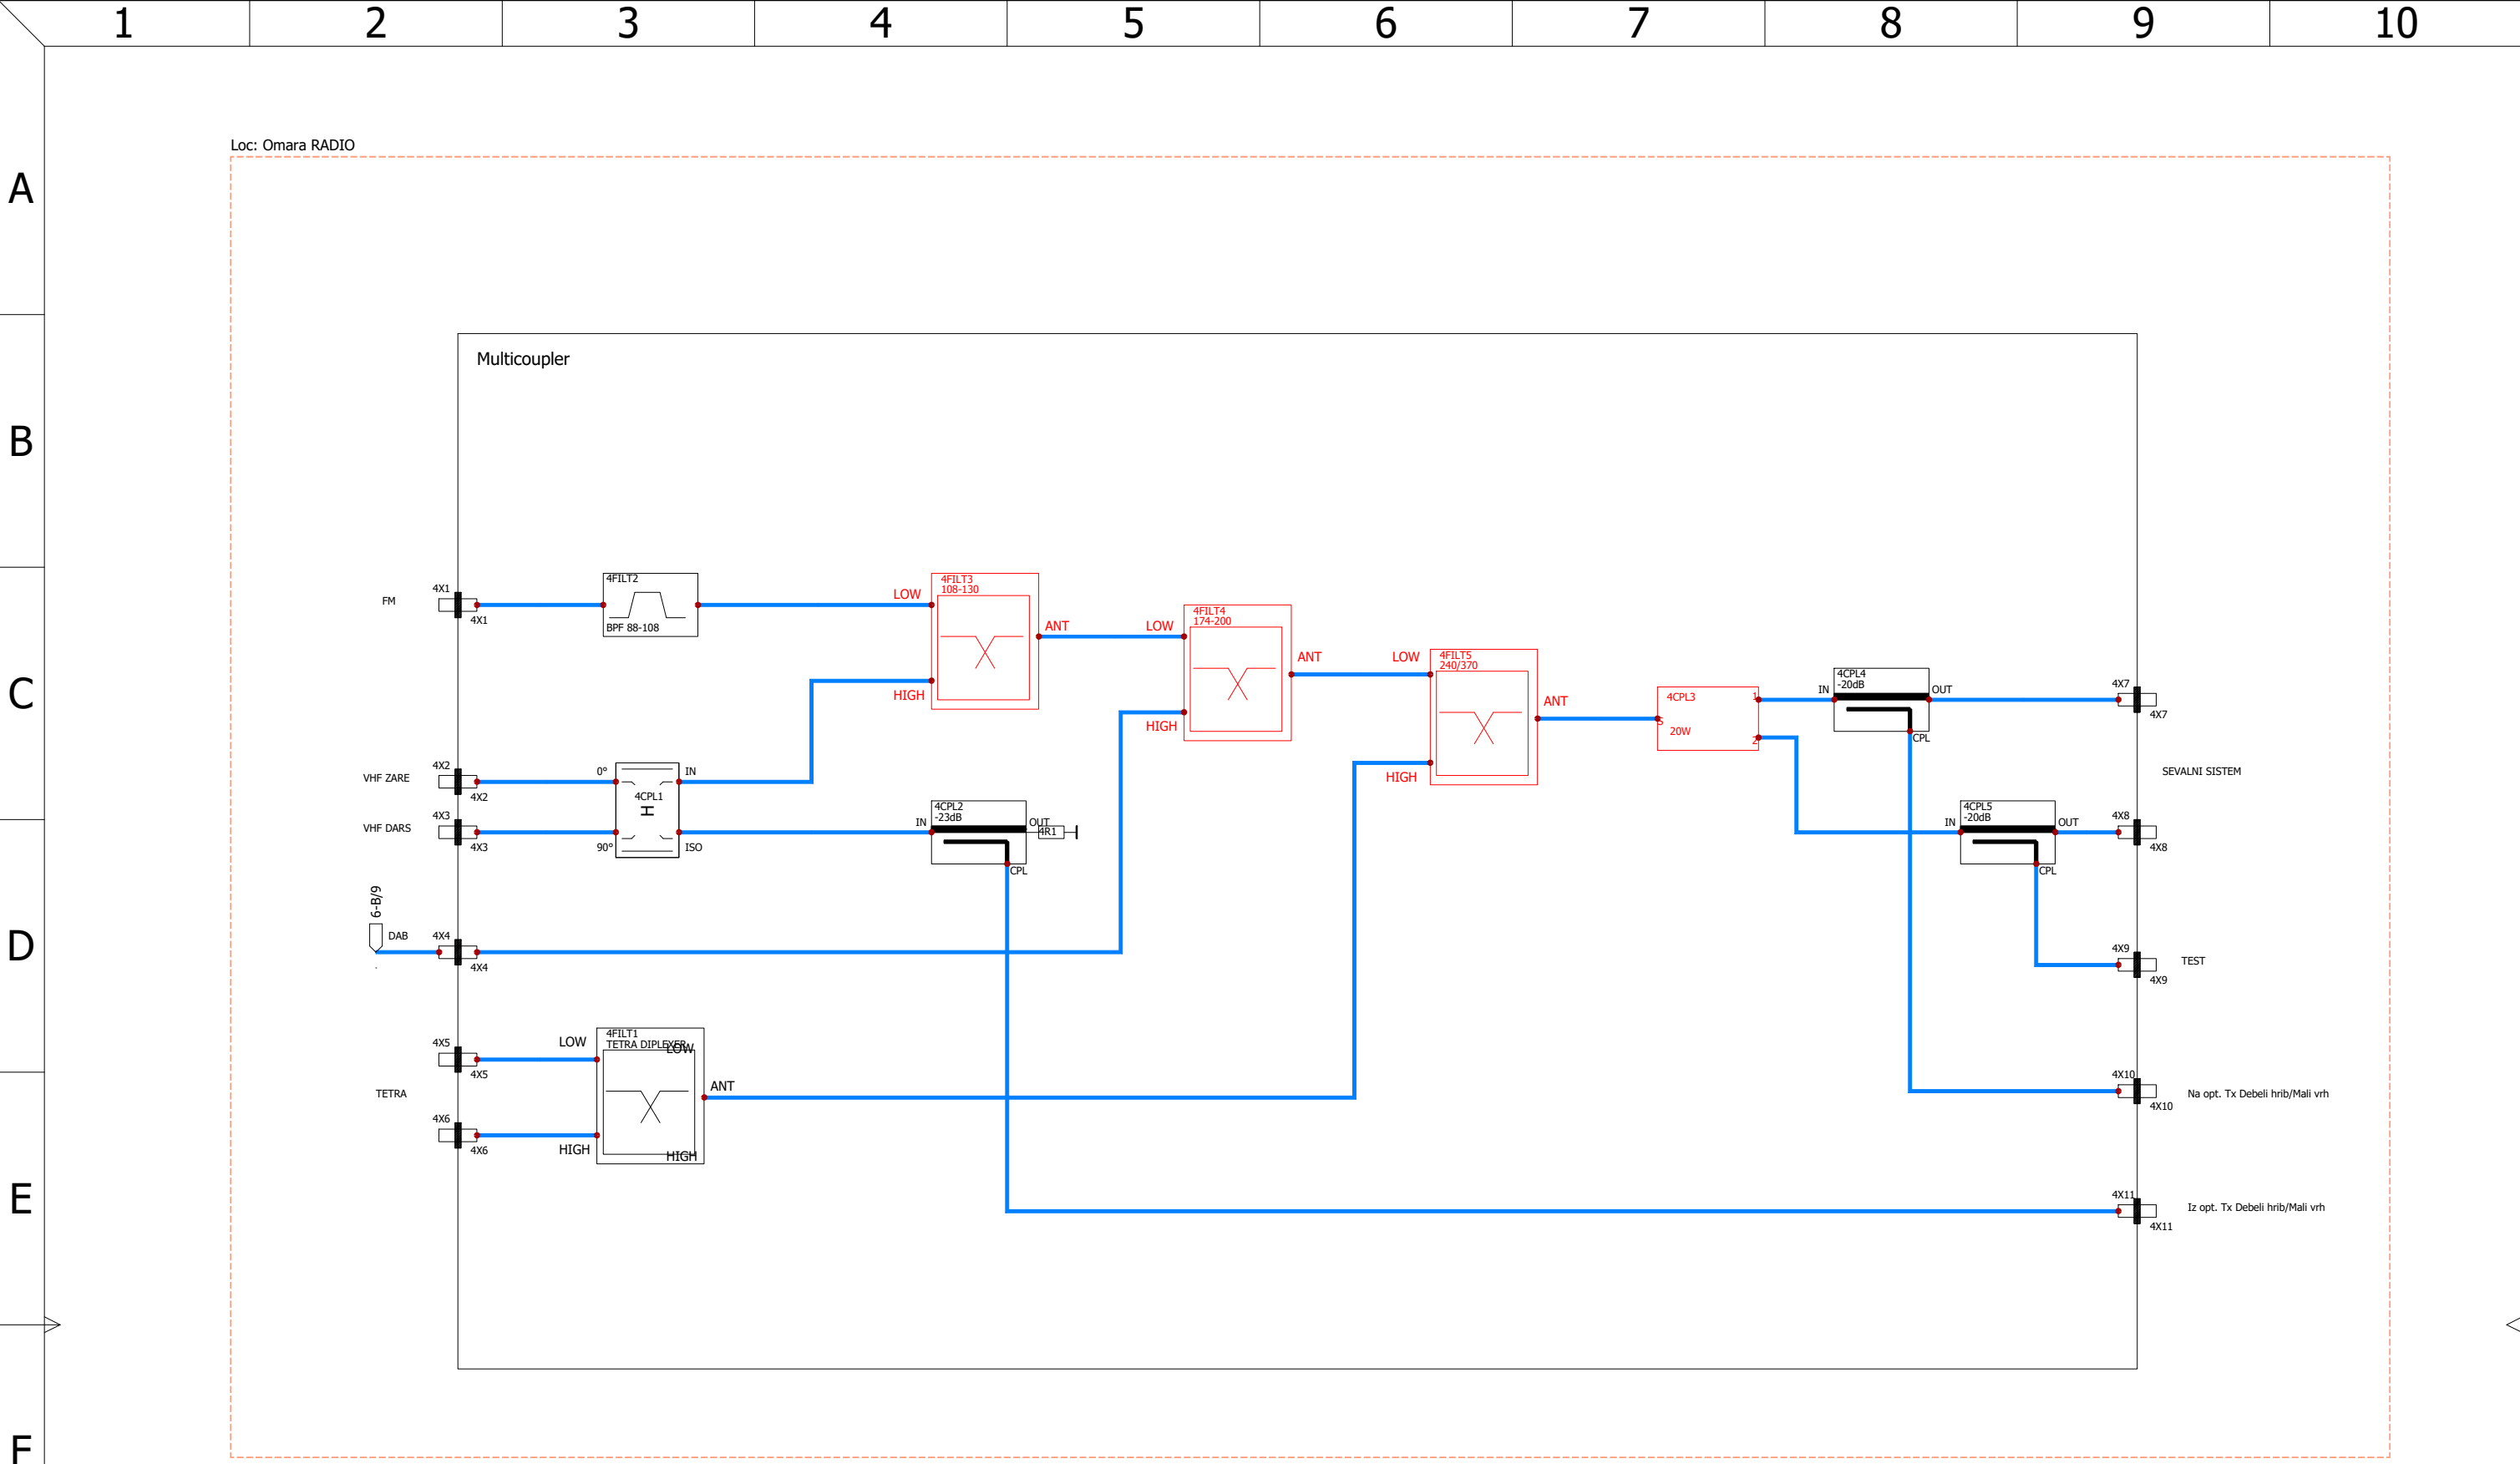 1 2 3 4 5 6 7 8 9 10
A
B
C
D
E
F
Loc: Omara RADIO
Multicoupler
FM
4X1
4X1
4FILT2
BPF 88-108
LOW
HIGH
4FILT3
108-130
ANT
LOW
HIGH
4FILT4
174-200
ANT
LOW
HIGH
4FILT5
240/370
ANT
4CPL3
S
20W
1
2
IN
4CPL4
-20dB
OUT
CPL
4X7
4X7
SEVALNI SISTEM
VHF ZARE
4X2
4X2
0°
IN
4CPL1
H
VHF DARS
4X3
4X3
90°
ISO
IN
4CPL2
-23dB
OUT
4R1
CPL
IN
4CPL5
-20dB
OUT
CPL
4X8
4X8
6-B/9
DAB
4X4
4X4
4X9
TEST
4X9
4X5
4X5
LOW
4FILT1
TETRA DIPLEXER
LOW
ANT
TETRA
4X6
4X6
HIGH
HIGH
4X10
Na opt. Tx Debeli hrib/Mali vrh
4X10
4X11
Iz opt. Tx Debeli hrib/Mali vrh
4X11